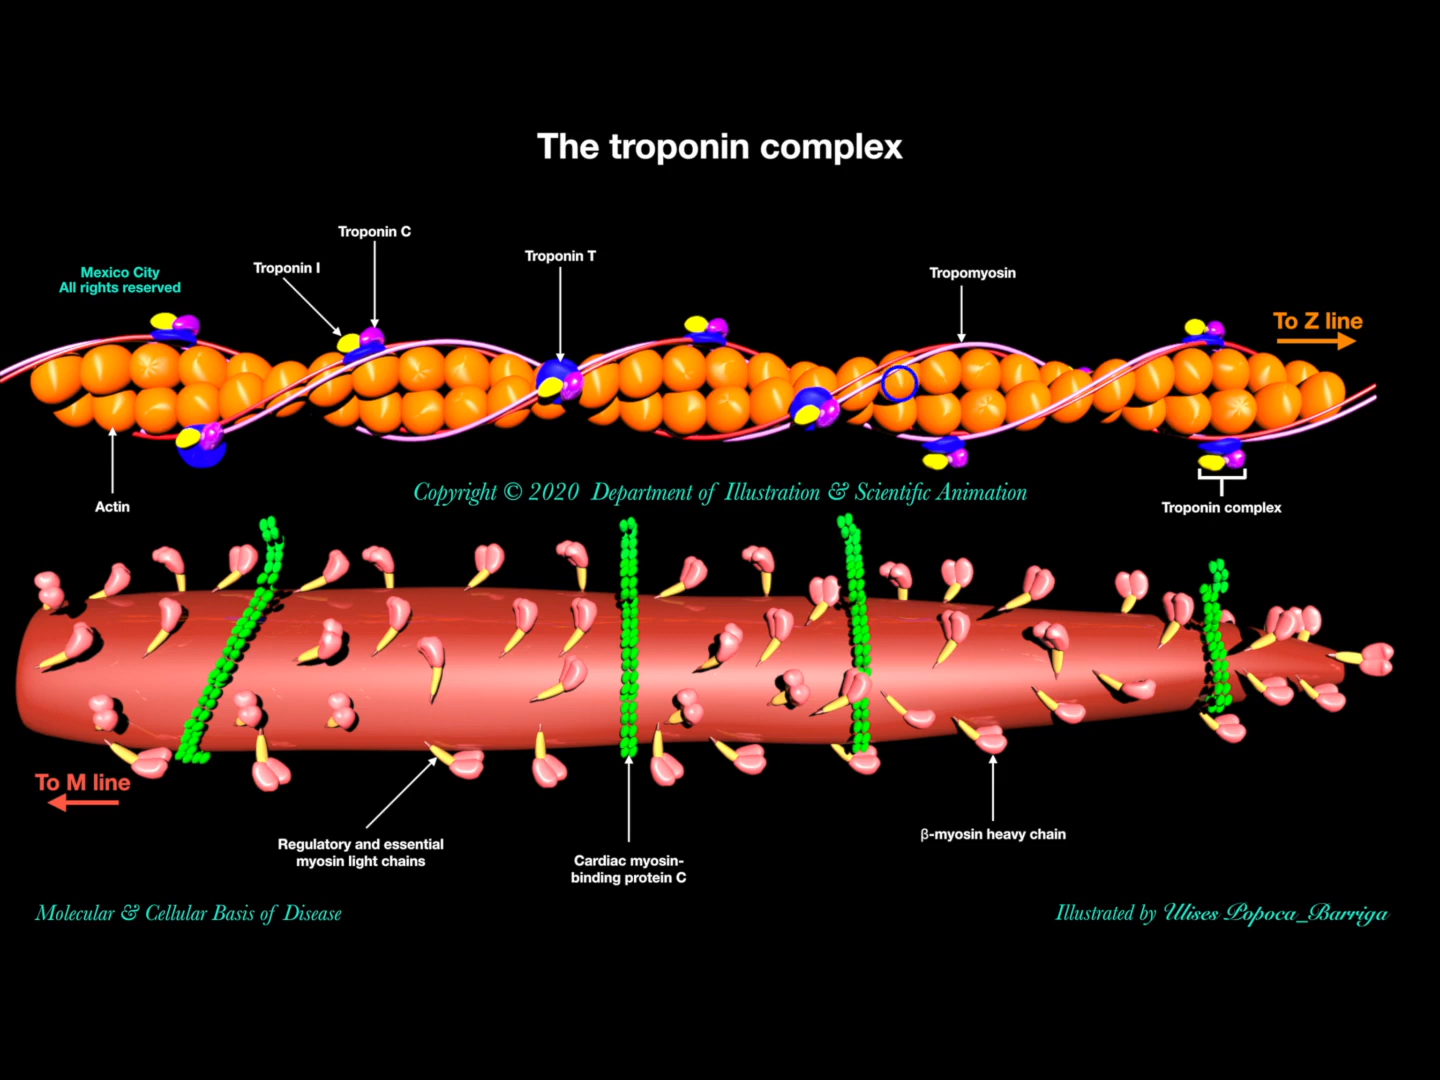 The troponin complex
Troponin C
Troponin T
Troponin I
Mexico City
All rights reserved
Tropomyosin
To Z line
Actin
Copyright © 2020 Department of Illustration & Scientific Animation
Troponin complex
To M line
Regulatory and essential
myosin light chains
Cardiac myosin-
binding protein C
β-myosin heavy chain
Molecular & Cellular Basis of Disease
Illustrated by Ulises Popoca_Barriga